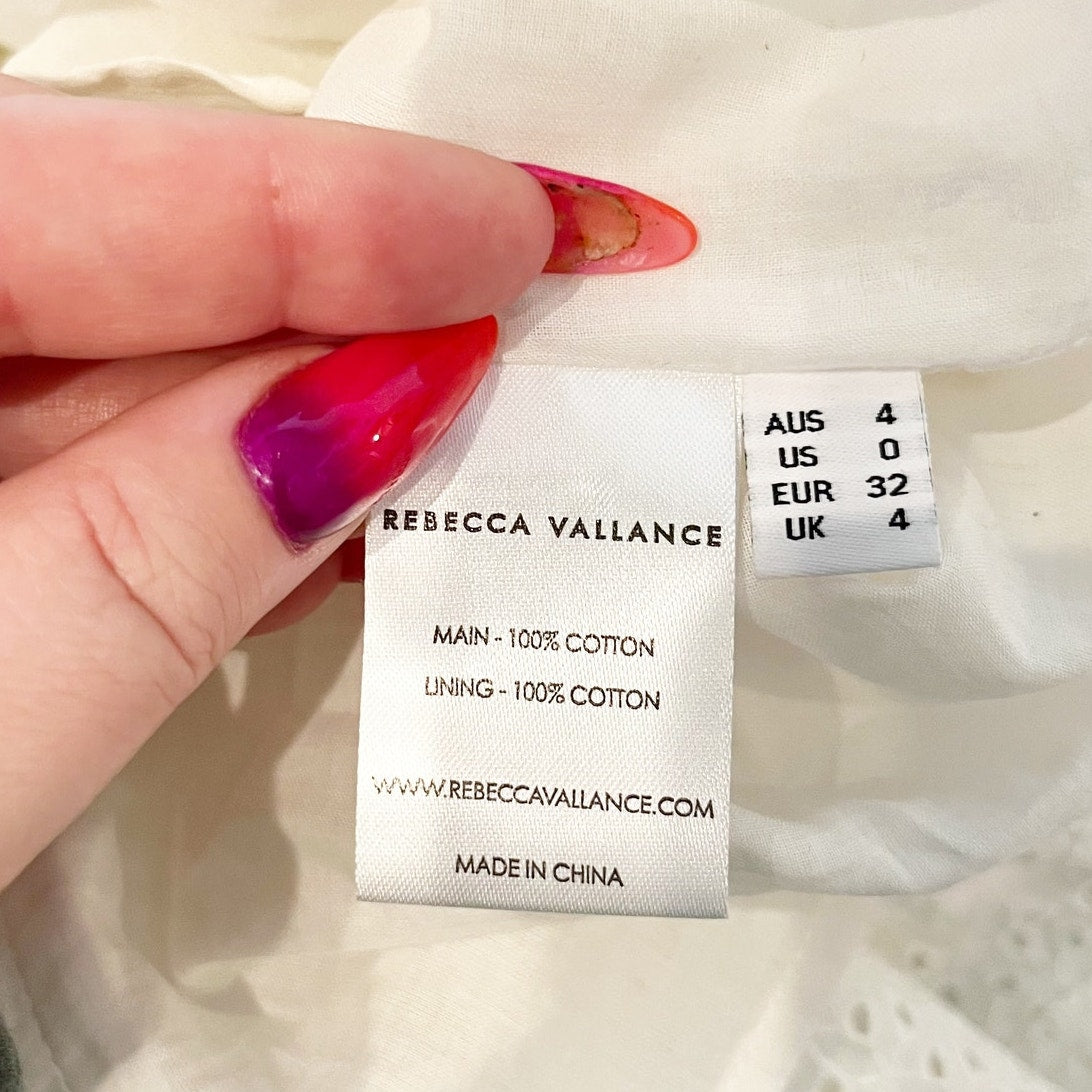 REBECCA VALLANCE
MAIN - 100% COTTON
LINING - 100% COTTON
WWW.REBECCAVALLANCE.COM
MADE IN CHINA
AUS 4
US 0
EUR 32
UK 4